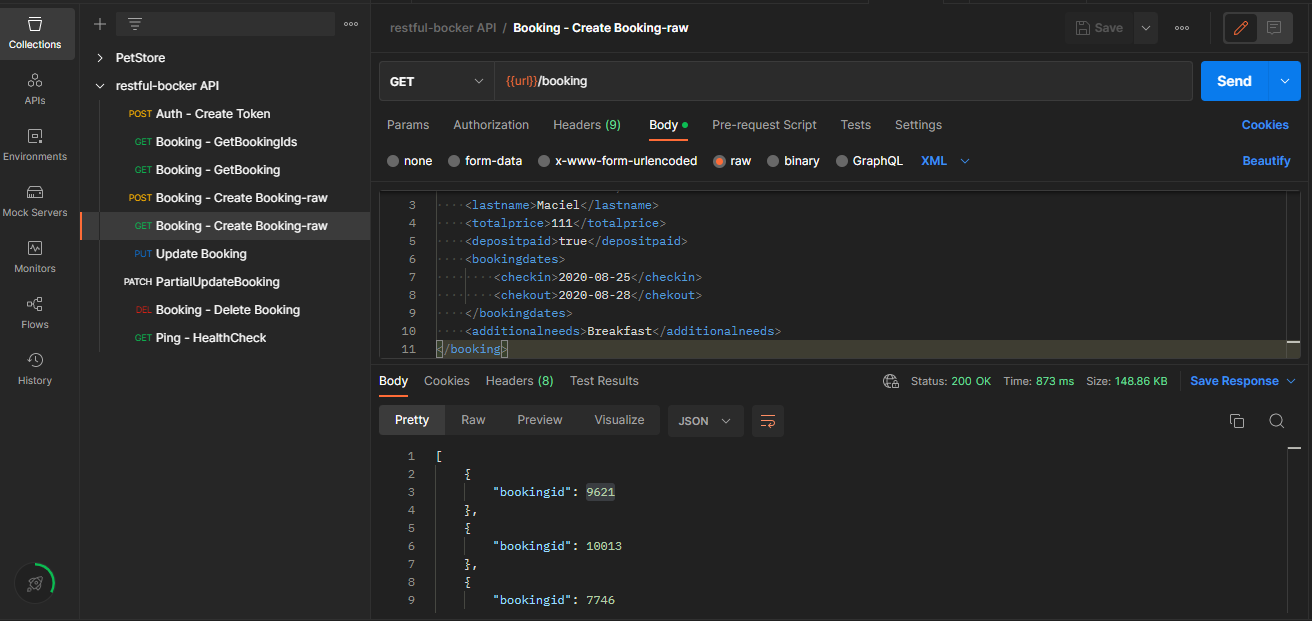 Collections
APIs
Environments
Mock Servers
Monitors
Flows
History
PetStore
restful-bocker API
POST Auth - Create Token
GET Booking - GetBookingIds
GET Booking - GetBooking
POST Booking - Create Booking-raw
GET Booking - Create Booking-raw
PUT Update Booking
PATCH PartialUpdateBooking
DEL Booking - Delete Booking
GET Ping - HealthCheck
restful-bocker API / Booking - Create Booking-raw
Save
GET {{url}}/booking
Send
Params Authorization Headers (9) Body Pre-request Script Tests Settings Cookies
none form-data x-www-form-urlencoded raw binary GraphQL XML Beautify
3 <lastname>Maciel</lastname>
4 <totalprice>111</totalprice>
5 <depositpaid>true</depositpaid>
6 <bookingdates>
7 <checkin>2020-08-25</checkin>
8 <chekout>2020-08-28</chekout>
9 </bookingdates>
10 <additionalneeds>Breakfast</additionalneeds>
11 </booking>
Body Cookies Headers (8) Test Results Status: 200 OK Time: 873 ms Size: 148.86 KB Save Response
Pretty Raw Preview Visualize JSON
1 [
2 {
3 "bookingid": 9621
4 },
5 {
6 "bookingid": 10013
7 },
8 {
9 "bookingid": 7746